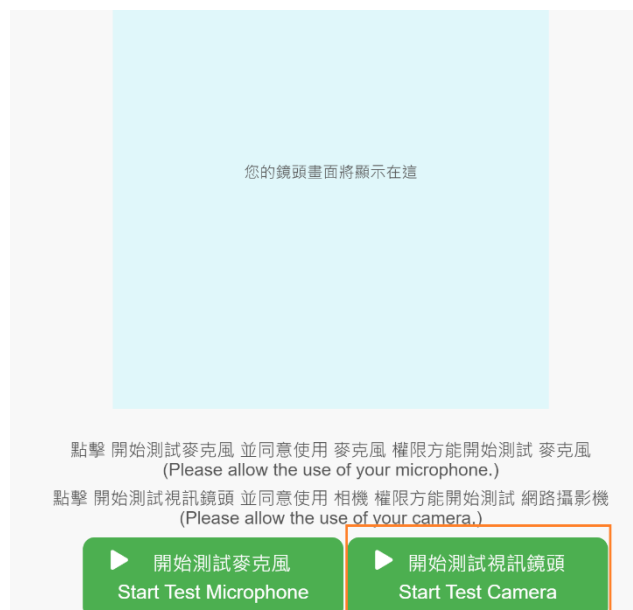 您的鏡頭畫面將顯示在這
點擊 開始測試麥克風 並同意使用 麥克風 權限方能開始測試 麥克風
(Please allow the use of your microphone.)
點擊 開始測試視訊鏡頭 並同意使用 相機 權限方能開始測試 網路攝影機
(Please allow the use of your camera.)
開始測試麥克風
Start Test Microphone
開始測試視訊鏡頭
Start Test Camera